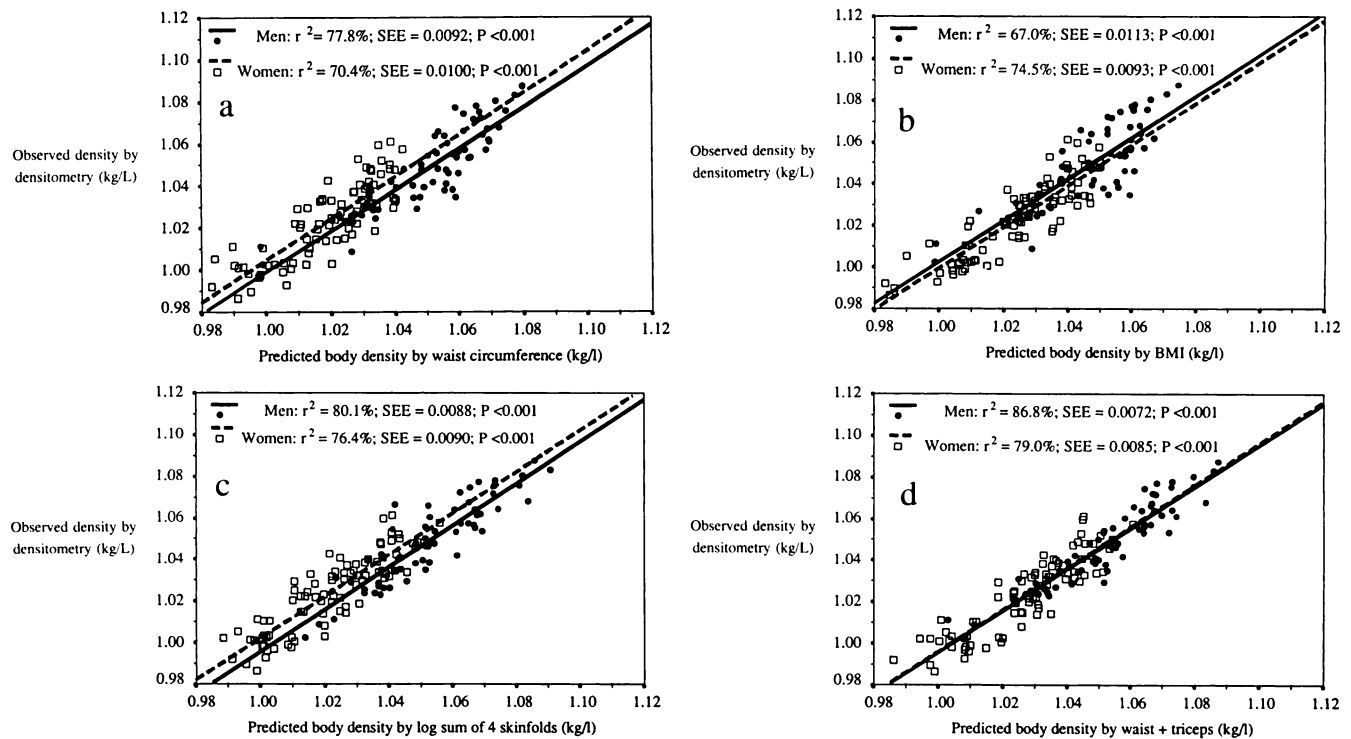 1.12
1.10
1.08
1.06
1.04
1.02
1.00
0.98
Men: r² = 77.8%; SEE = 0.0092; P <0.001
Women: r² = 70.4%; SEE = 0.0100; P <0.001
a
Observed density by
densitometry (kg/L)
0.98 1.00 1.02 1.04 1.06 1.08 1.10 1.12
Predicted body density by waist circumference (kg/l)
1.12
1.10
1.08
1.06
1.04
1.02
1.00
0.98
Men: r² = 67.0%; SEE = 0.0113; P <0.001
Women: r² = 74.5%; SEE = 0.0093; P <0.001
b
Observed density by
densitometry (kg/L)
0.98 1.00 1.02 1.04 1.06 1.08 1.10 1.12
Predicted body density by BMI (kg/l)
1.12
1.10
1.08
1.06
1.04
1.02
1.00
0.98
Men: r² = 80.1%; SEE = 0.0088; P <0.001
Women: r² = 76.4%; SEE = 0.0090; P <0.001
c
Observed density by
densitometry (kg/L)
0.98 1.00 1.02 1.04 1.06 1.08 1.10 1.12
Predicted body density by log sum of 4 skinfolds (kg/l)
1.12
1.10
1.08
1.06
1.04
1.02
1.00
0.98
Men: r² = 86.8%; SEE = 0.0072; P <0.001
Women: r² = 79.0%; SEE = 0.0085; P <0.001
d
Observed density by
densitometry (kg/L)
0.98 1.00 1.02 1.04 1.06 1.08 1.10 1.12
Predicted body density by waist + triceps (kg/l)